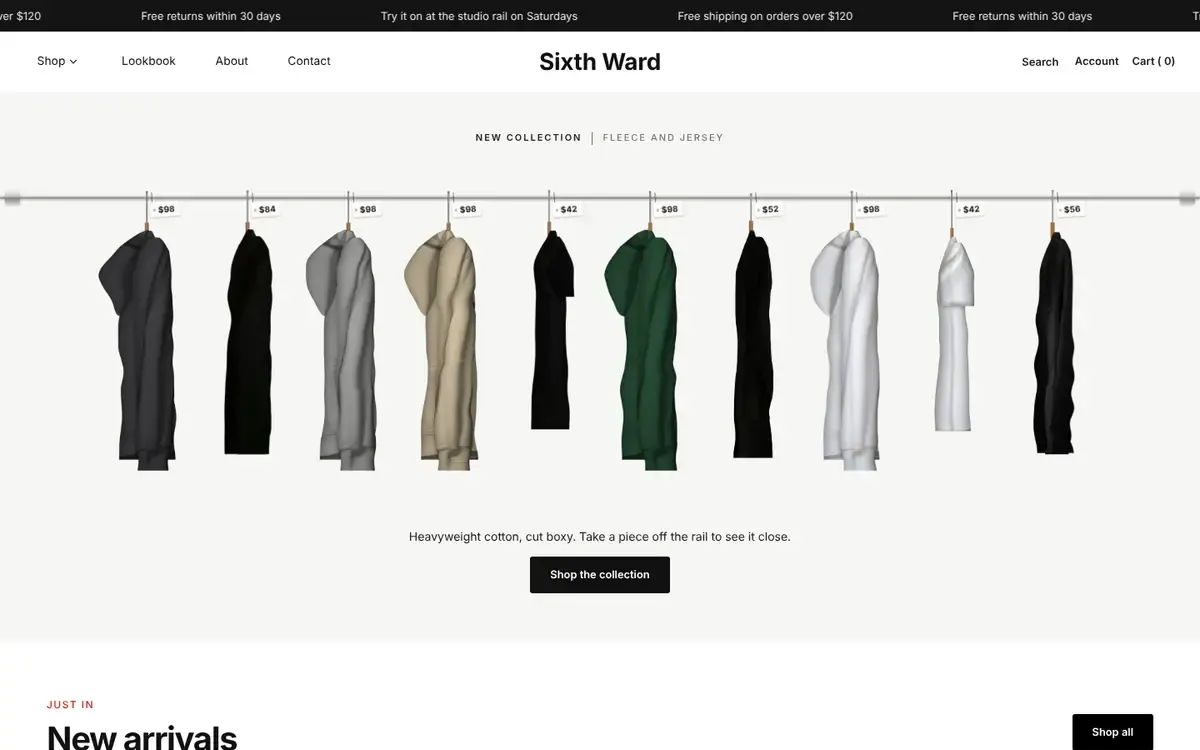 ver $120 Free returns within 30 days Try it on at the studio rail on Saturdays Free shipping on orders over $120 Free returns within 30 days
Shop Lookbook About Contact Sixth Ward Search Account Cart ( 0)
NEW COLLECTION | FLEECE AND JERSEY
$98 $84 $98 $98 $42 $98 $52 $98 $42 $56
Heavyweight cotton, cut boxy. Take a piece off the rail to see it close.
Shop the collection
JUST IN
New arrivals
Shop all